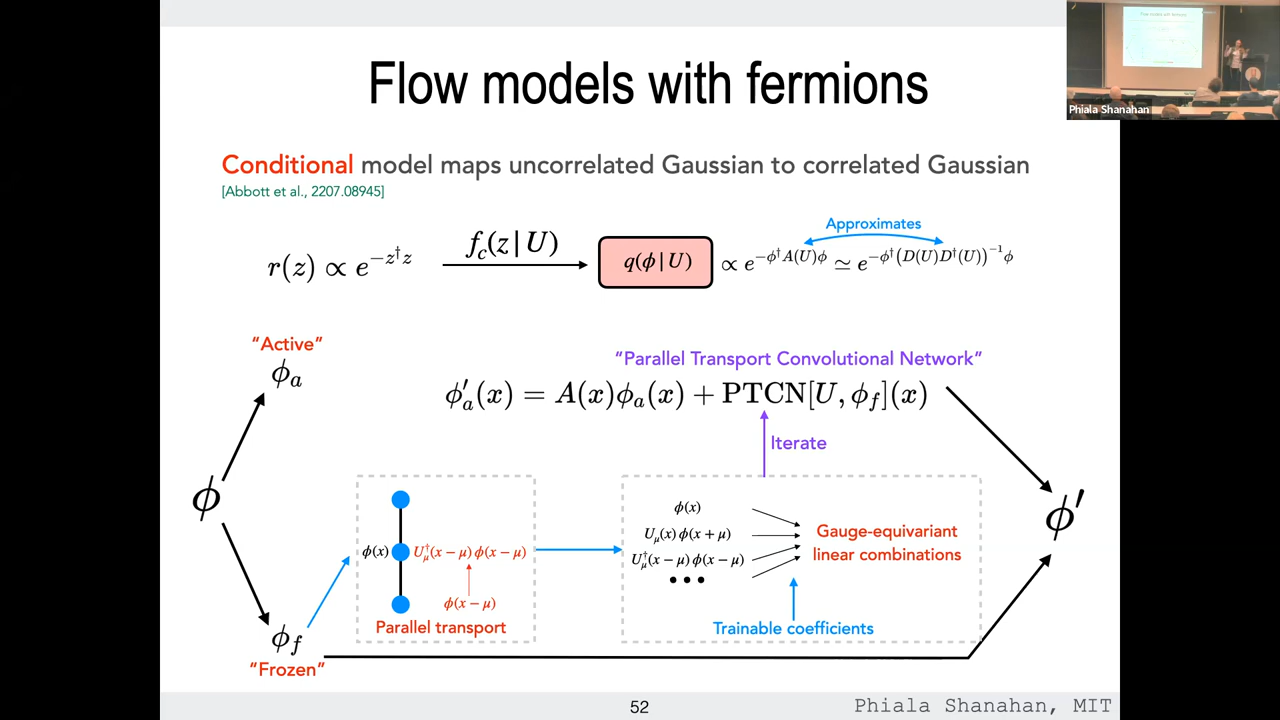 Flow models with fermions
Phiala Shanahan
Conditional model maps uncorrelated Gaussian to correlated Gaussian
[Abbott et al., 2207.08945]
Approximates
r(z) ∝ e^{-z†z} f_c(z | U) q(ϕ | U) ∝ e^{-ϕ†A(U)ϕ} ≃ e^{-ϕ†(D(U)D†(U))^{-1}ϕ}
"Active"
ϕ_a
"Parallel Transport Convolutional Network"
ϕ′_a(x) = A(x)ϕ_a(x) + PTCN[U, ϕ_f](x)
Iterate
ϕ
ϕ(x) U†_μ(x − μ) ϕ(x − μ)
ϕ(x − μ)
Parallel transport
ϕ(x)
U_μ(x) ϕ(x + μ)
U†_μ(x − μ) ϕ(x − μ)
• • •
Gauge-equivariant
linear combinations
Trainable coefficients
ϕ′
ϕ_f
"Frozen"
52
Phiala Shanahan, MIT